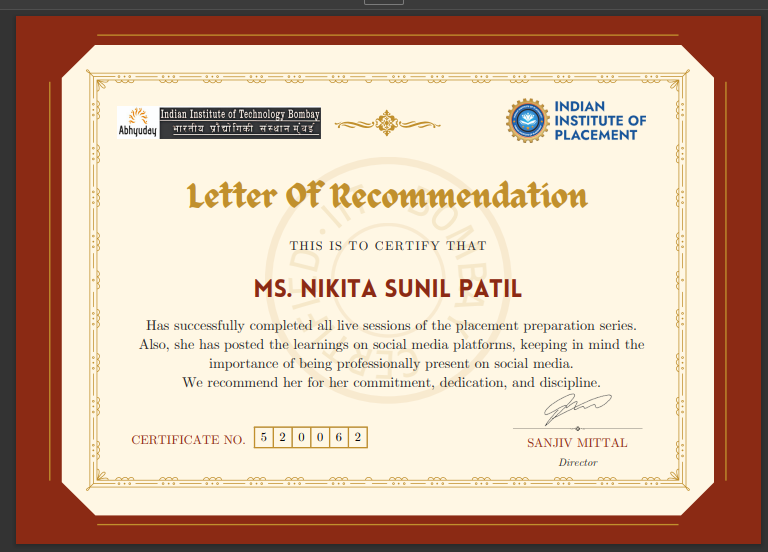 Abhyuday
Indian Institute of Technology Bombay
भारतीय प्रौद्योगिकी संस्थान मुंबई
INDIAN
INSTITUTE OF
PLACEMENT
Letter Of Recommendation
THIS IS TO CERTIFY THAT
MS. NIKITA SUNIL PATIL
Has successfully completed all live sessions of the placement preparation series.
Also, she has posted the learnings on social media platforms, keeping in mind the
importance of being professionally present on social media.
We recommend her for her commitment, dedication, and discipline.
CERTIFICATE NO. 5 2 0 0 6 2
SANJIV MITTAL
Director